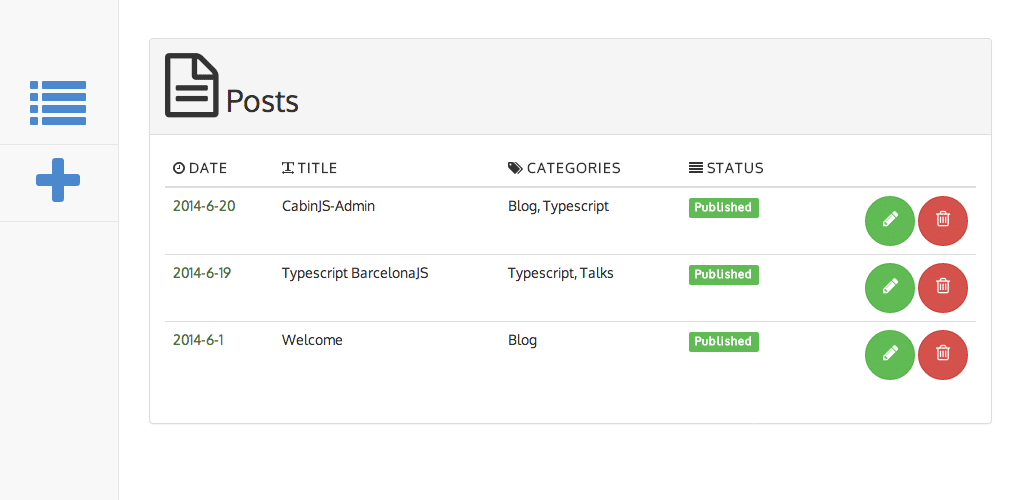 Posts
DATE TITLE CATEGORIES STATUS
2014-6-20 CabinJS-Admin Blog, Typescript Published
2014-6-19 Typescript BarcelonaJS Typescript, Talks Published
2014-6-1 Welcome Blog Published